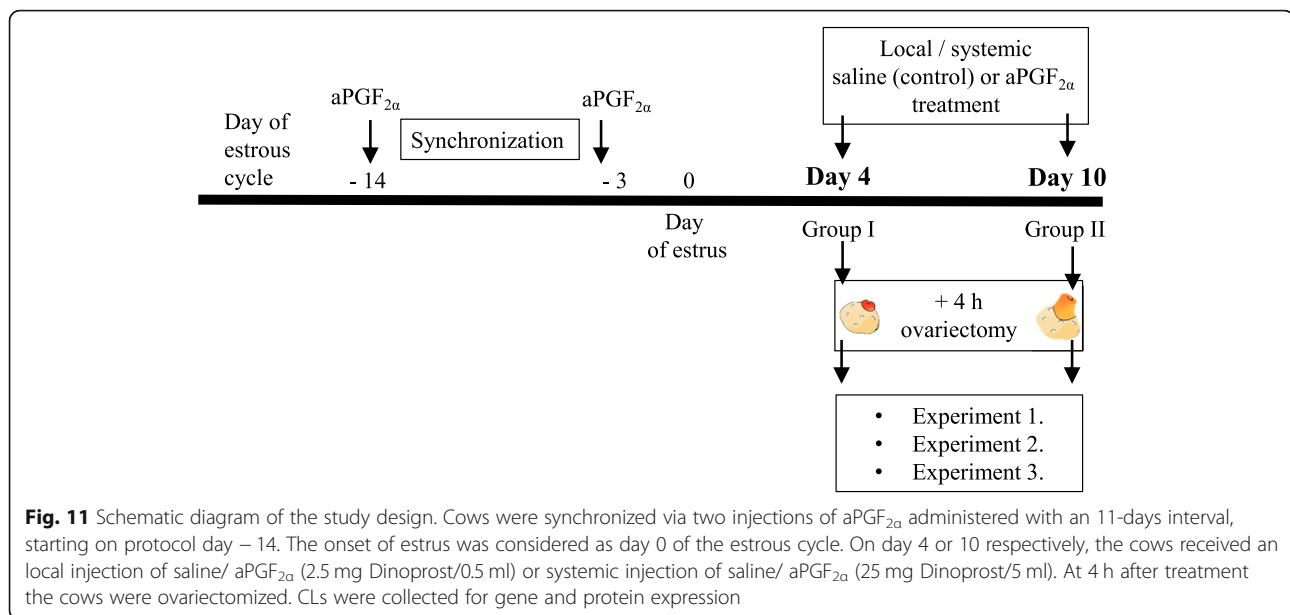 Local / systemic
saline (control) or aPGF2α
treatment
aPGF2α
aPGF2α
Day of
estrous
cycle
Synchronization
- 14
- 3
0
Day 4
Day 10
Day
of estrus
Group I
Group II
+ 4 h
ovariectomy
• Experiment 1.
• Experiment 2.
• Experiment 3.
Fig. 11 Schematic diagram of the study design. Cows were synchronized via two injections of aPGF2α administered with an 11-days interval,
starting on protocol day − 14. The onset of estrus was considered as day 0 of the estrous cycle. On day 4 or 10 respectively, the cows received an
local injection of saline/ aPGF2α (2.5 mg Dinoprost/0.5 ml) or systemic injection of saline/ aPGF2α (25 mg Dinoprost/5 ml). At 4 h after treatment
the cows were ovariectomized. CLs were collected for gene and protein expression